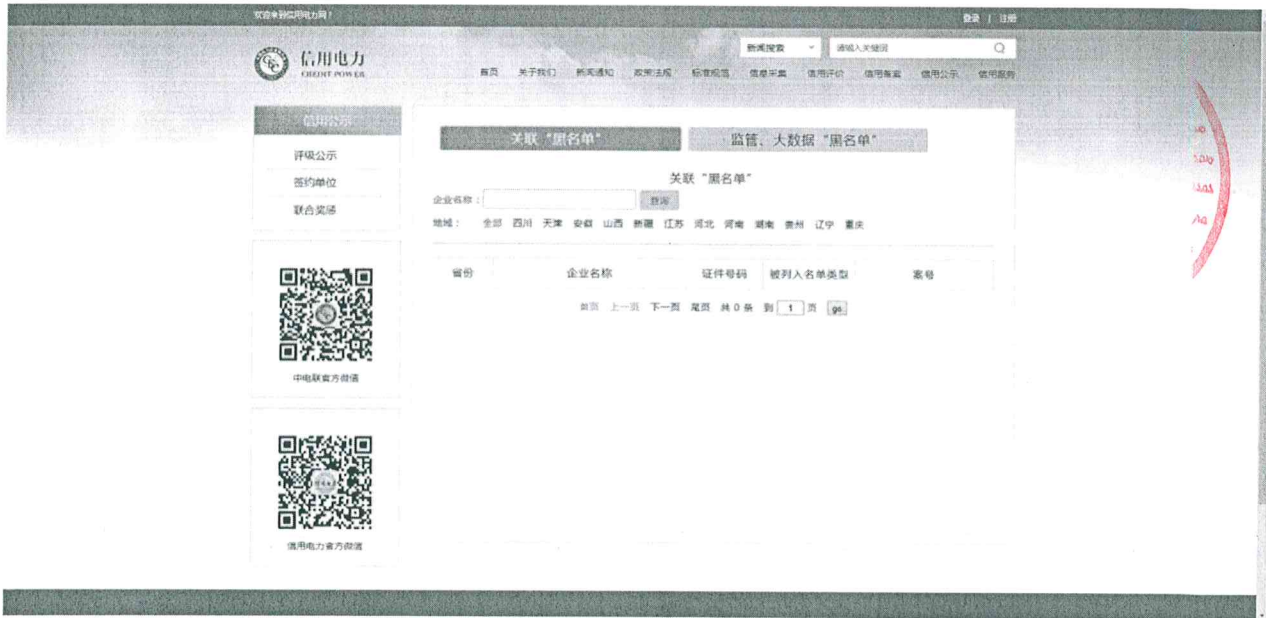 欢迎来到信用电力网！
登录 | 注册
信用电力
CREDIT POWER
新闻搜索
请输入关键词
首页 关于我们 新闻通知 政策法规 标准规范 信息采集 信用评价 信用备案 信用公示 信用服务
信用公示
评级公示
签约单位
联合奖惩
关联“黑名单”
监管、大数据“黑名单”
关联“黑名单”
企业名称：
查询
地域： 全部 四川 天津 安徽 山西 新疆 江苏 河北 河南 湖南 贵州 辽宁 重庆
省份 企业名称 证件号码 被列入名单类型 案号
首页 上一页 下一页 尾页 共 0 条 到 1 页 go
中电联官方微信
信用电力官方微信